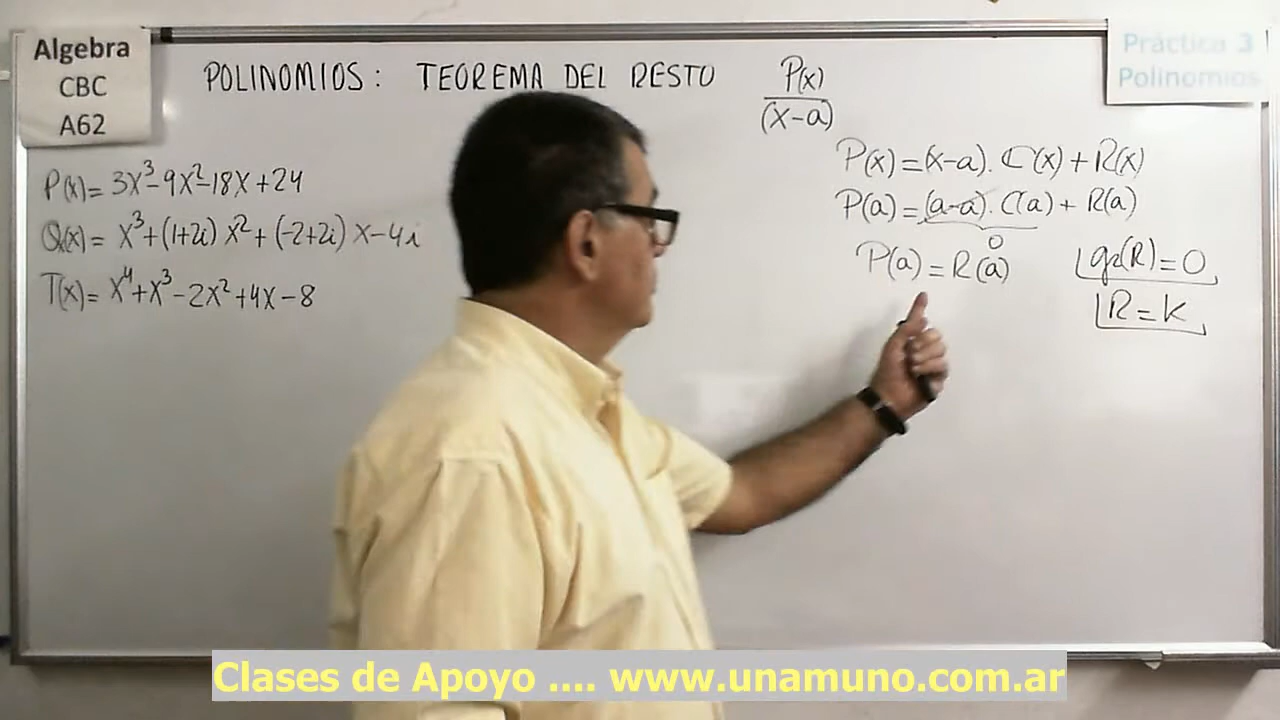 Algebra
CBC
A62
POLINOMIOS: TEOREMA DEL RESTO
P(x)
(x-a)
Práctica 3
Polinomios
P(x)= 3x³-9x²-18x+24
Q(x)= x³+(1+2i)x²+(-2+2i)x-4i
T(x)= x⁴+x³-2x²+4x-8
P(x)=(x-a).C(x)+R(x)
P(a)=(a-a).C(a)+R(a)
0
P(a)=R(a)
gr(R)=0
R=k
Clases de Apoyo .... www.unamuno.com.ar